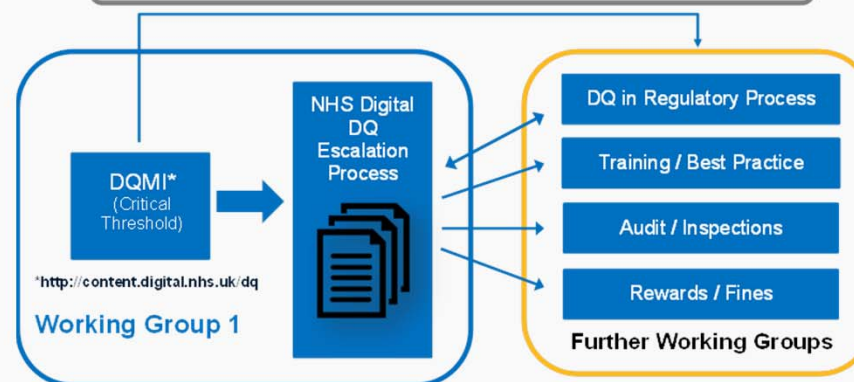 NHS Digital
DQ
Escalation
Process
DQMI*
(Critical
Threshold)
*http://content.digital.nhs.uk/dq
Working Group 1
DQ in Regulatory Process
Training / Best Practice
Audit / Inspections
Rewards / Fines
Further Working Groups